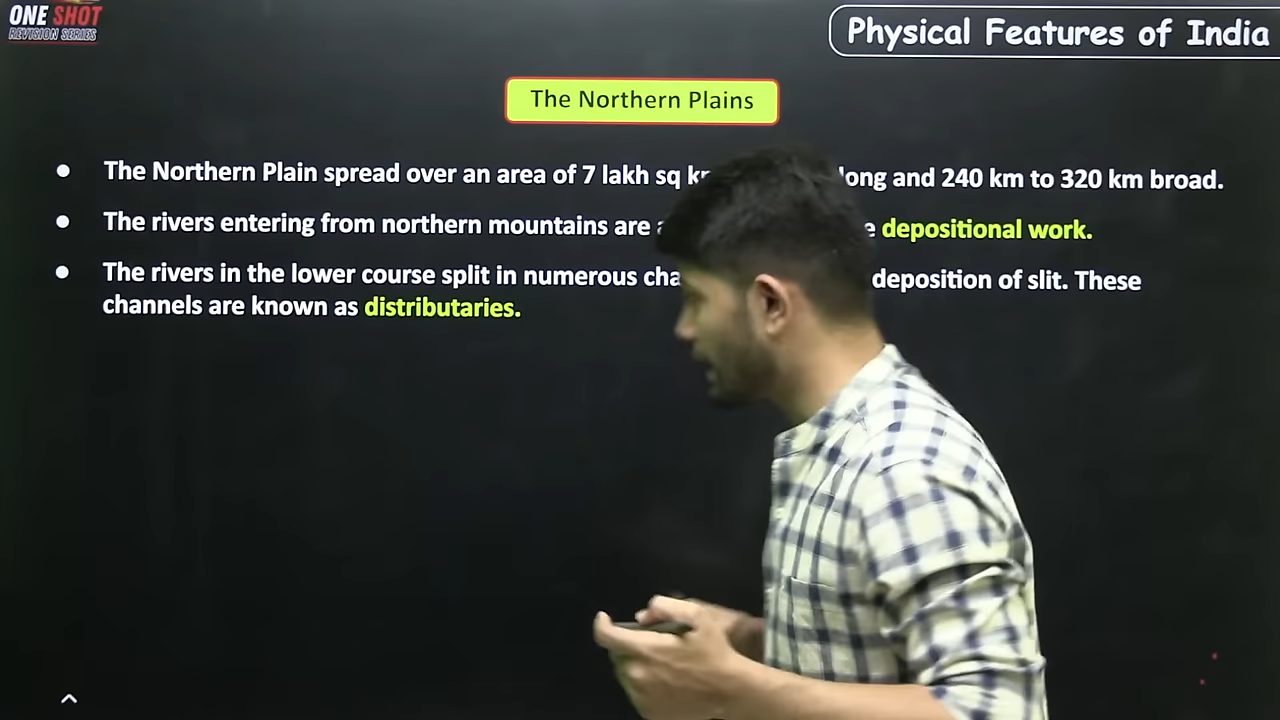 ONE SHOT
REVISION SERIES
Physical Features of India
The Northern Plains
The Northern Plain spread over an area of 7 lakh sq long and 240 km to 320 km broad.
The rivers entering from northern mountains are depositional work.
The rivers in the lower course split in numerous deposition of slit. These
channels are known as distributaries.